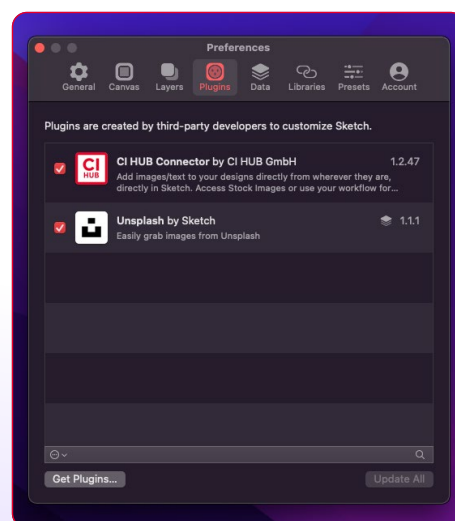 Preferences
General Canvas Layers Plugins Data Libraries Presets Account
Plugins are created by third-party developers to customize Sketch.
CI HUB
CI HUB Connector by CI HUB GmbH 1.2.47
Add images/text to your designs directly from wherever they are,
directly in Sketch. Access Stock Images or use your workflow for...
Unsplash by Sketch 1.1.1
Easily grab images from Unsplash
Get Plugins... Update All